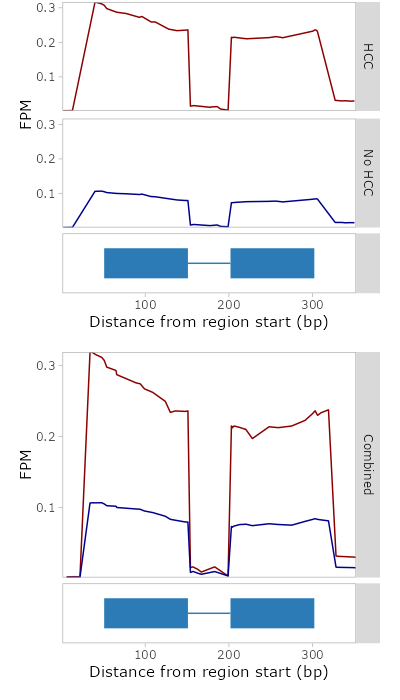 0.3
0.2
0.1
HCC
FPM
0.3
0.2
0.1
No HCC
100 200 300
Distance from region start (bp)
0.3
0.2
0.1
FPM
Combined
100 200 300
Distance from region start (bp)